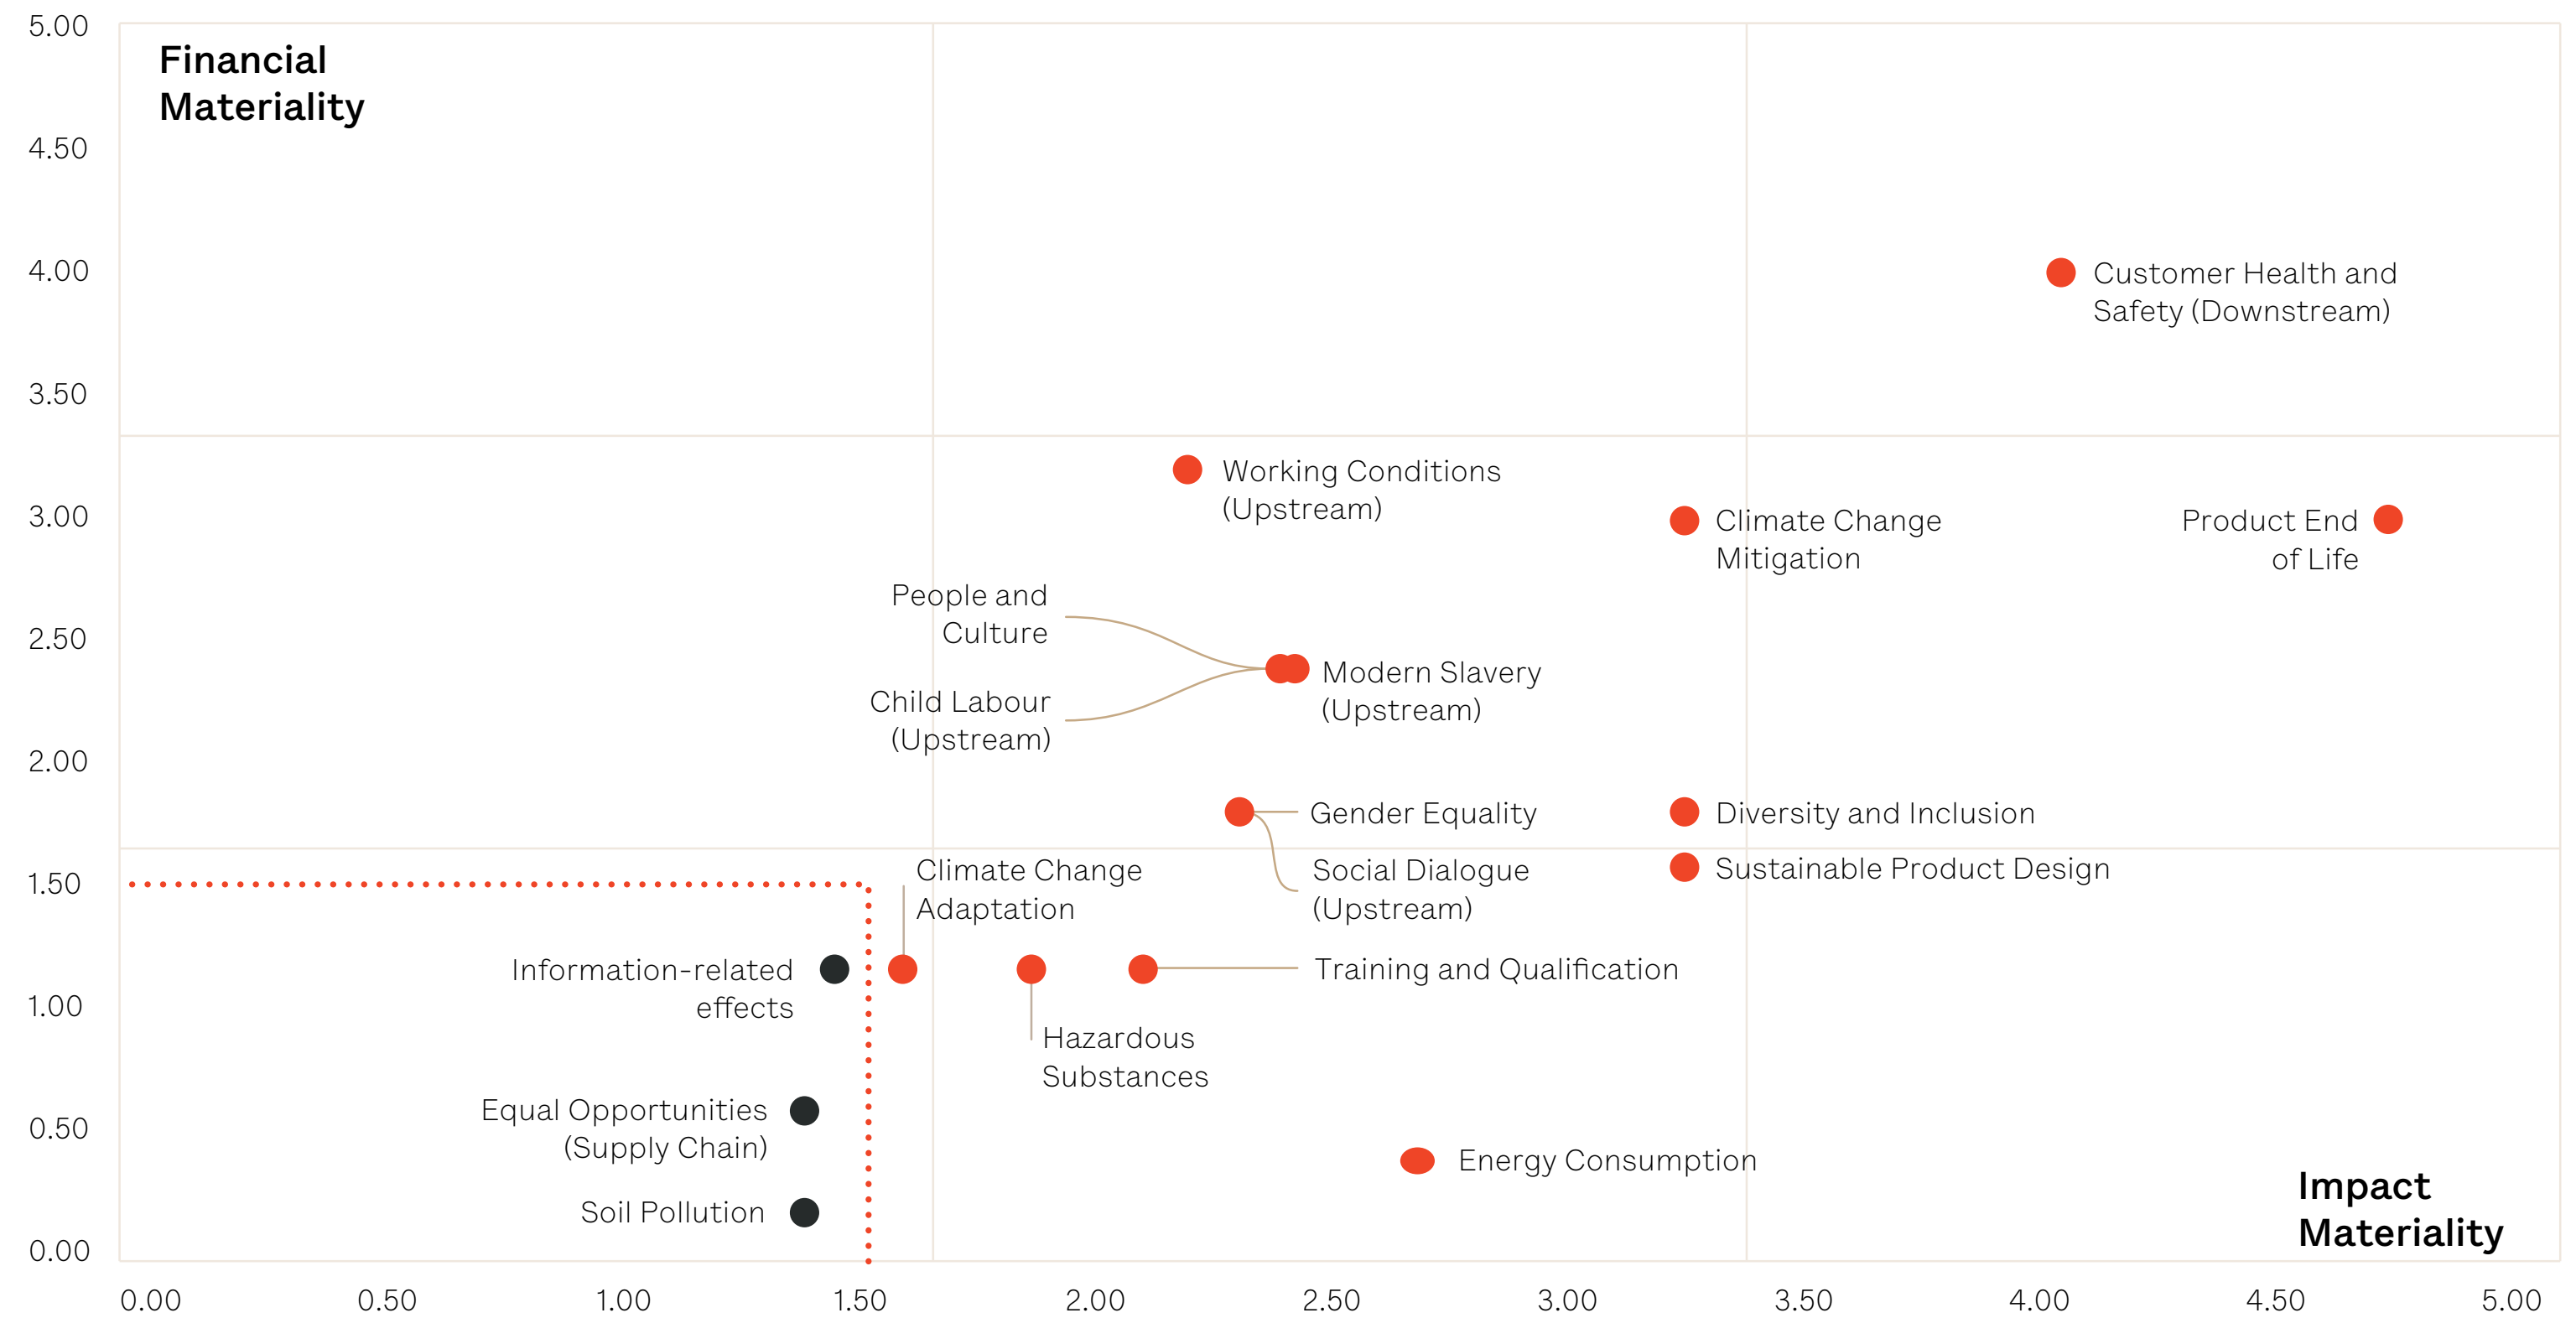 5.00
Financial
Materiality
4.50
4.00
Customer Health and
Safety (Downstream)
3.50
Working Conditions
(Upstream)
3.00
Climate Change
Mitigation
Product End
of Life
People and
Culture
2.50
Modern Slavery
(Upstream)
Child Labour
(Upstream)
2.00
Gender Equality
Diversity and Inclusion
1.50
Climate Change
Adaptation
Social Dialogue
(Upstream)
Sustainable Product Design
Information-related
effects
Training and Qualification
1.00
Hazardous
Substances
Equal Opportunities
(Supply Chain)
0.50
Energy Consumption
Soil Pollution
Impact
Materiality
0.00
0.00 0.50 1.00 1.50 2.00 2.50 3.00 3.50 4.00 4.50 5.00